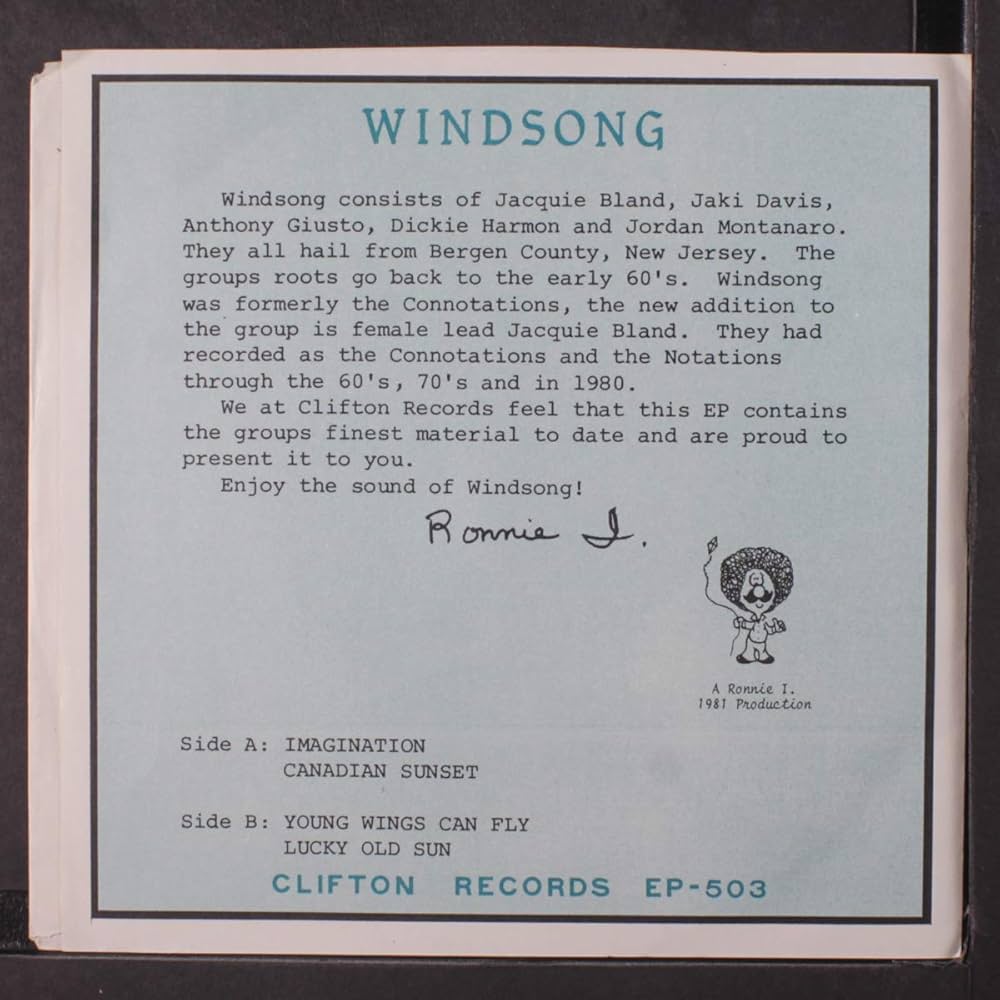 WINDSONG
Windsong consists of Jacquie Bland, Jaki Davis,
Anthony Giusto, Dickie Harmon and Jordan Montanaro.
They all hail from Bergen County, New Jersey. The
groups roots go back to the early 60's. Windsong
was formerly the Connotations, the new addition to
the group is female lead Jacquie Bland. They had
recorded as the Connotations and the Notations
through the 60's, 70's and in 1980.
We at Clifton Records feel that this EP contains
the groups finest material to date and are proud to
present it to you.
Enjoy the sound of Windsong!
Ronnie I.
A Ronnie I.
1981 Production
Side A: IMAGINATION
CANADIAN SUNSET
Side B: YOUNG WINGS CAN FLY
LUCKY OLD SUN
CLIFTON RECORDS EP-503